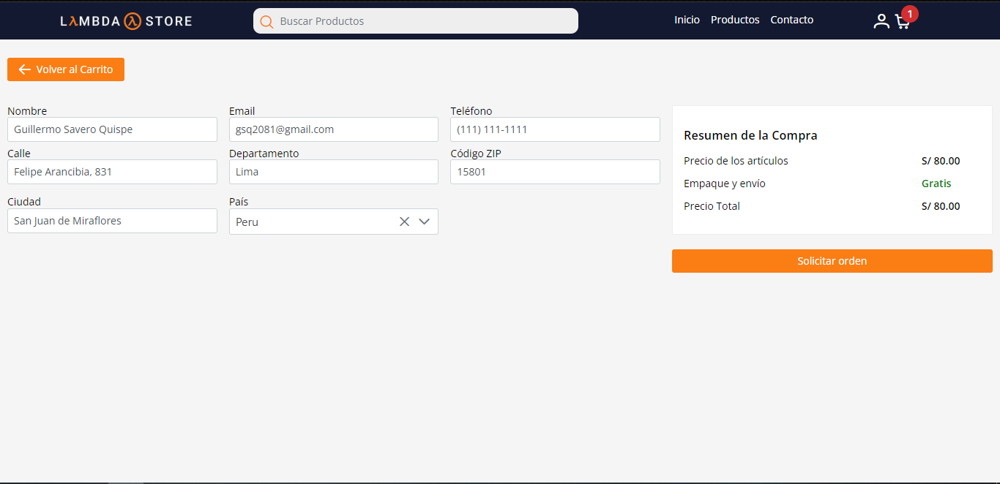 LλMBDA λ STORE
Buscar Productos
Inicio Productos Contacto
1
Volver al Carrito
Nombre Email Teléfono
Guillermo Savero Quispe gsq2081@gmail.com (111) 111-1111
Calle Departamento Código ZIP
Felipe Arancibia, 831 Lima 15801
Ciudad País
San Juan de Miraflores Peru
Resumen de la Compra
Precio de los artículos S/ 80.00
Empaque y envío Gratis
Precio Total S/ 80.00
Solicitar orden